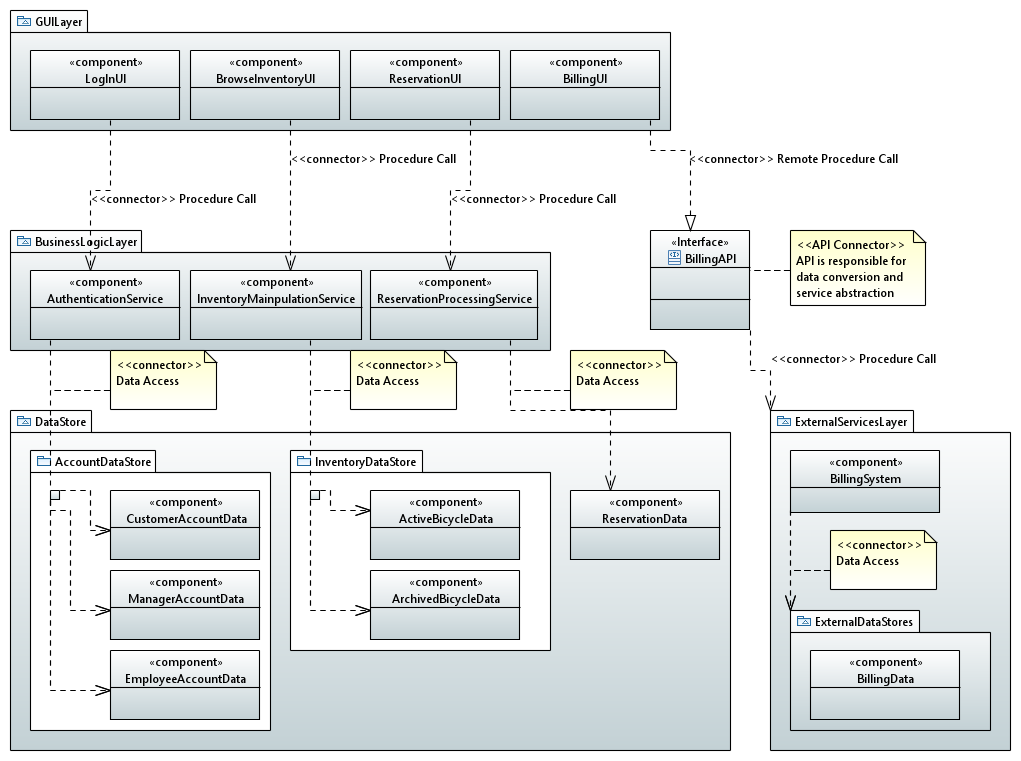 GUILayer
«component»
LogInUI
«component»
BrowseInventoryUI
«component»
ReservationUI
«component»
BillingUI
<<connector>> Procedure Call
<<connector>> Remote Procedure Call
<<connector>> Procedure Call
<<connector>> Procedure Call
BusinessLogicLayer
«component»
AuthenticationService
«component»
InventoryMainpulationService
«component»
ReservationProcessingService
«Interface»
BillingAPI
<<API Connector>>
API is responsible for
data conversion and
service abstraction
<<connector>>
Data Access
<<connector>>
Data Access
<<connector>>
Data Access
<<connector>> Procedure Call
DataStore
AccountDataStore
«component»
CustomerAccountData
«component»
ManagerAccountData
«component»
EmployeeAccountData
InventoryDataStore
«component»
ActiveBicycleData
«component»
ArchivedBicycleData
«component»
ReservationData
ExternalServicesLayer
«component»
BillingSystem
<<connector>>
Data Access
ExternalDataStores
«component»
BillingData